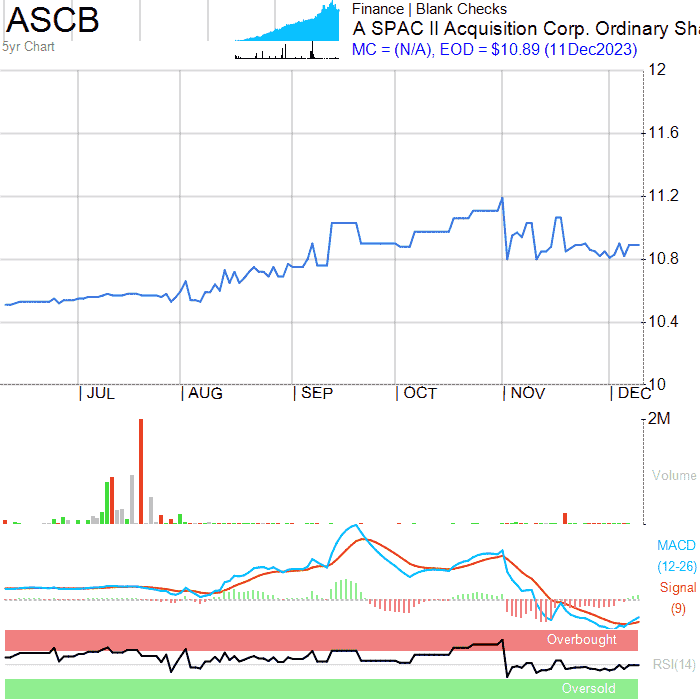 ASCB
5yr Chart
Finance | Blank Checks
A SPAC II Acquisition Corp. Ordinary Sha
MC = (N/A), EOD = $10.89 (11Dec2023)
12
11.6
11.2
10.8
10.4
10
| JUL | AUG | SEP | OCT | NOV | DEC
2M
Volume
MACD
(12-26)
Signal
(9)
Overbought
RSI(14)
Oversold